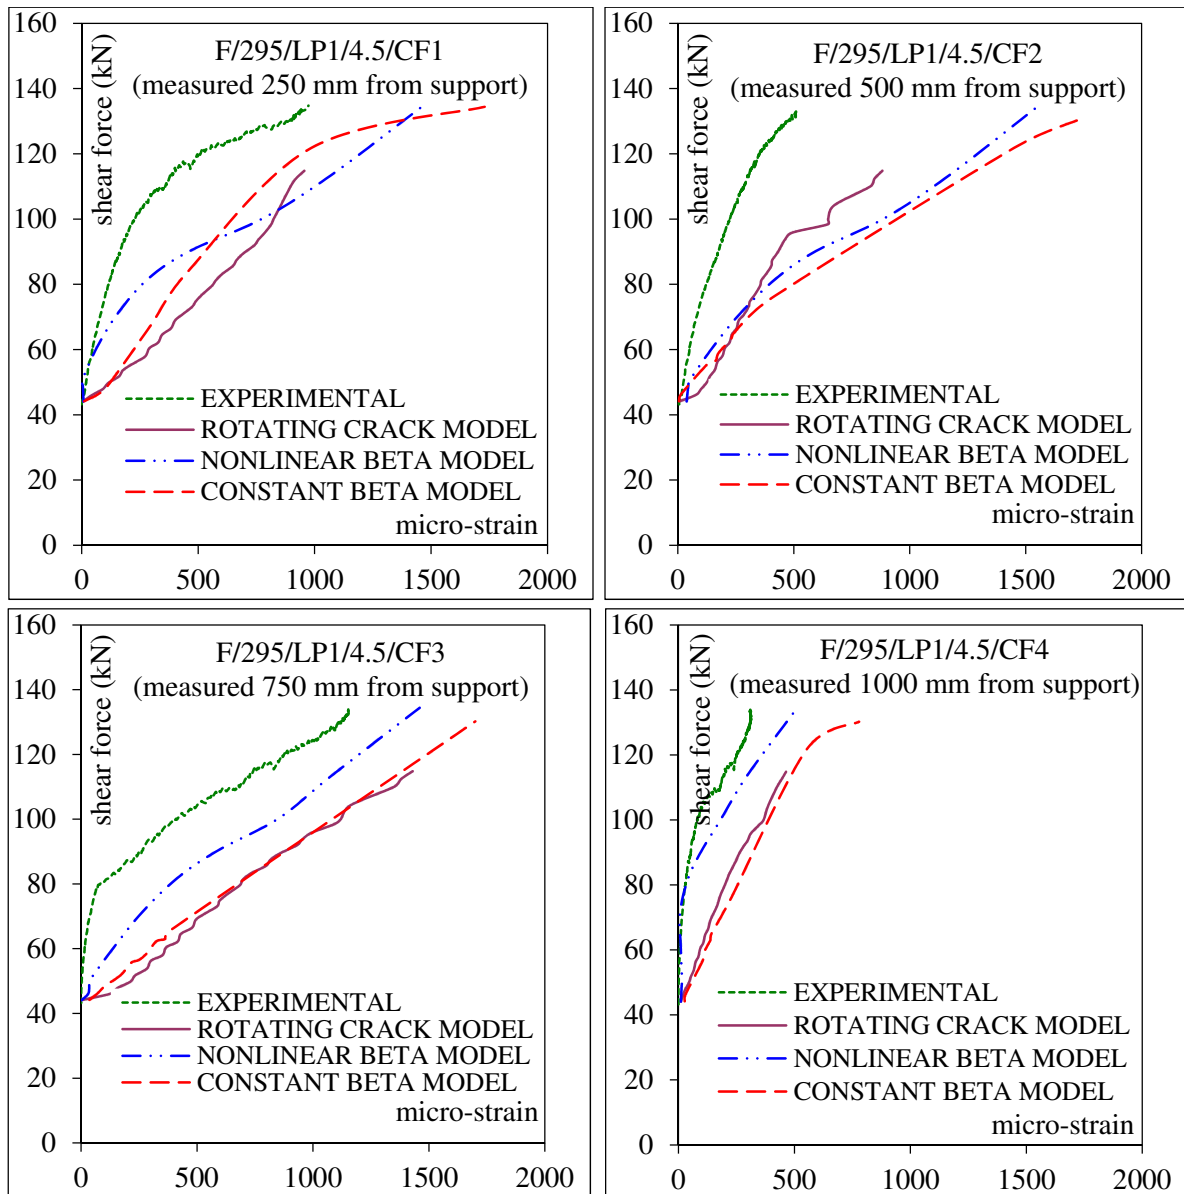 160
140
120
100
80
60
40
20
0
shear force (kN)
F/295/LP1/4.5/CF1
(measured 250 mm from support)
EXPERIMENTAL
ROTATING CRACK MODEL
NONLINEAR BETA MODEL
CONSTANT BETA MODEL
micro-strain
0 500 1000 1500 2000
160
140
120
100
80
60
40
20
0
shear force (kN)
F/295/LP1/4.5/CF2
(measured 500 mm from support)
EXPERIMENTAL
ROTATING CRACK MODEL
NONLINEAR BETA MODEL
CONSTANT BETA MODEL
micro-strain
0 500 1000 1500 2000
160
140
120
100
80
60
40
20
0
shear force (kN)
F/295/LP1/4.5/CF3
(measured 750 mm from support)
EXPERIMENTAL
ROTATING CRACK MODEL
NONLINEAR BETA MODEL
CONSTANT BETA MODEL
micro-strain
0 500 1000 1500 2000
160
140
120
100
80
60
40
20
0
shear force (kN)
F/295/LP1/4.5/CF4
(measured 1000 mm from support)
EXPERIMENTAL
ROTATING CRACK MODEL
NONLINEAR BETA MODEL
CONSTANT BETA MODEL
micro-strain
0 500 1000 1500 2000